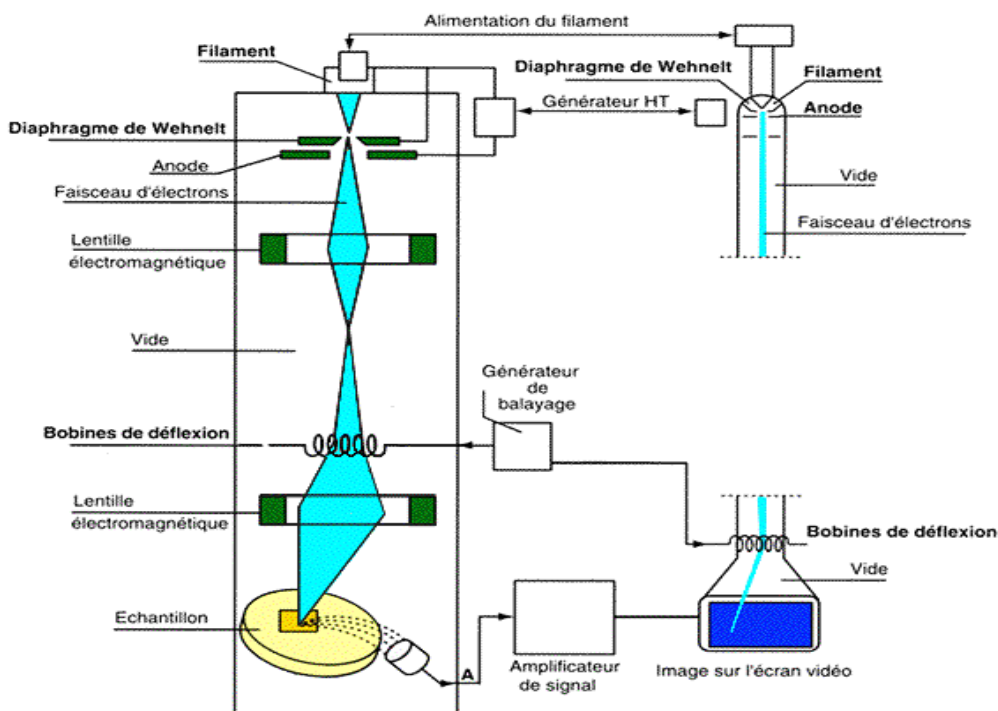 Alimentation du filament
Filament
Diaphragme de Wehnelt
Filament
Générateur HT
Anode
Diaphragme de Wehnelt
Anode
Vide
Faisceau d'électrons
Faisceau d'électrons
Lentille
électromagnétique
Vide
Générateur
de
balayage
Bobines de déflexion
Lentille
électromagnétique
Bobines de déflexion
Vide
Echantillon
A
Amplificateur
de signal
Image sur l'écran vidéo